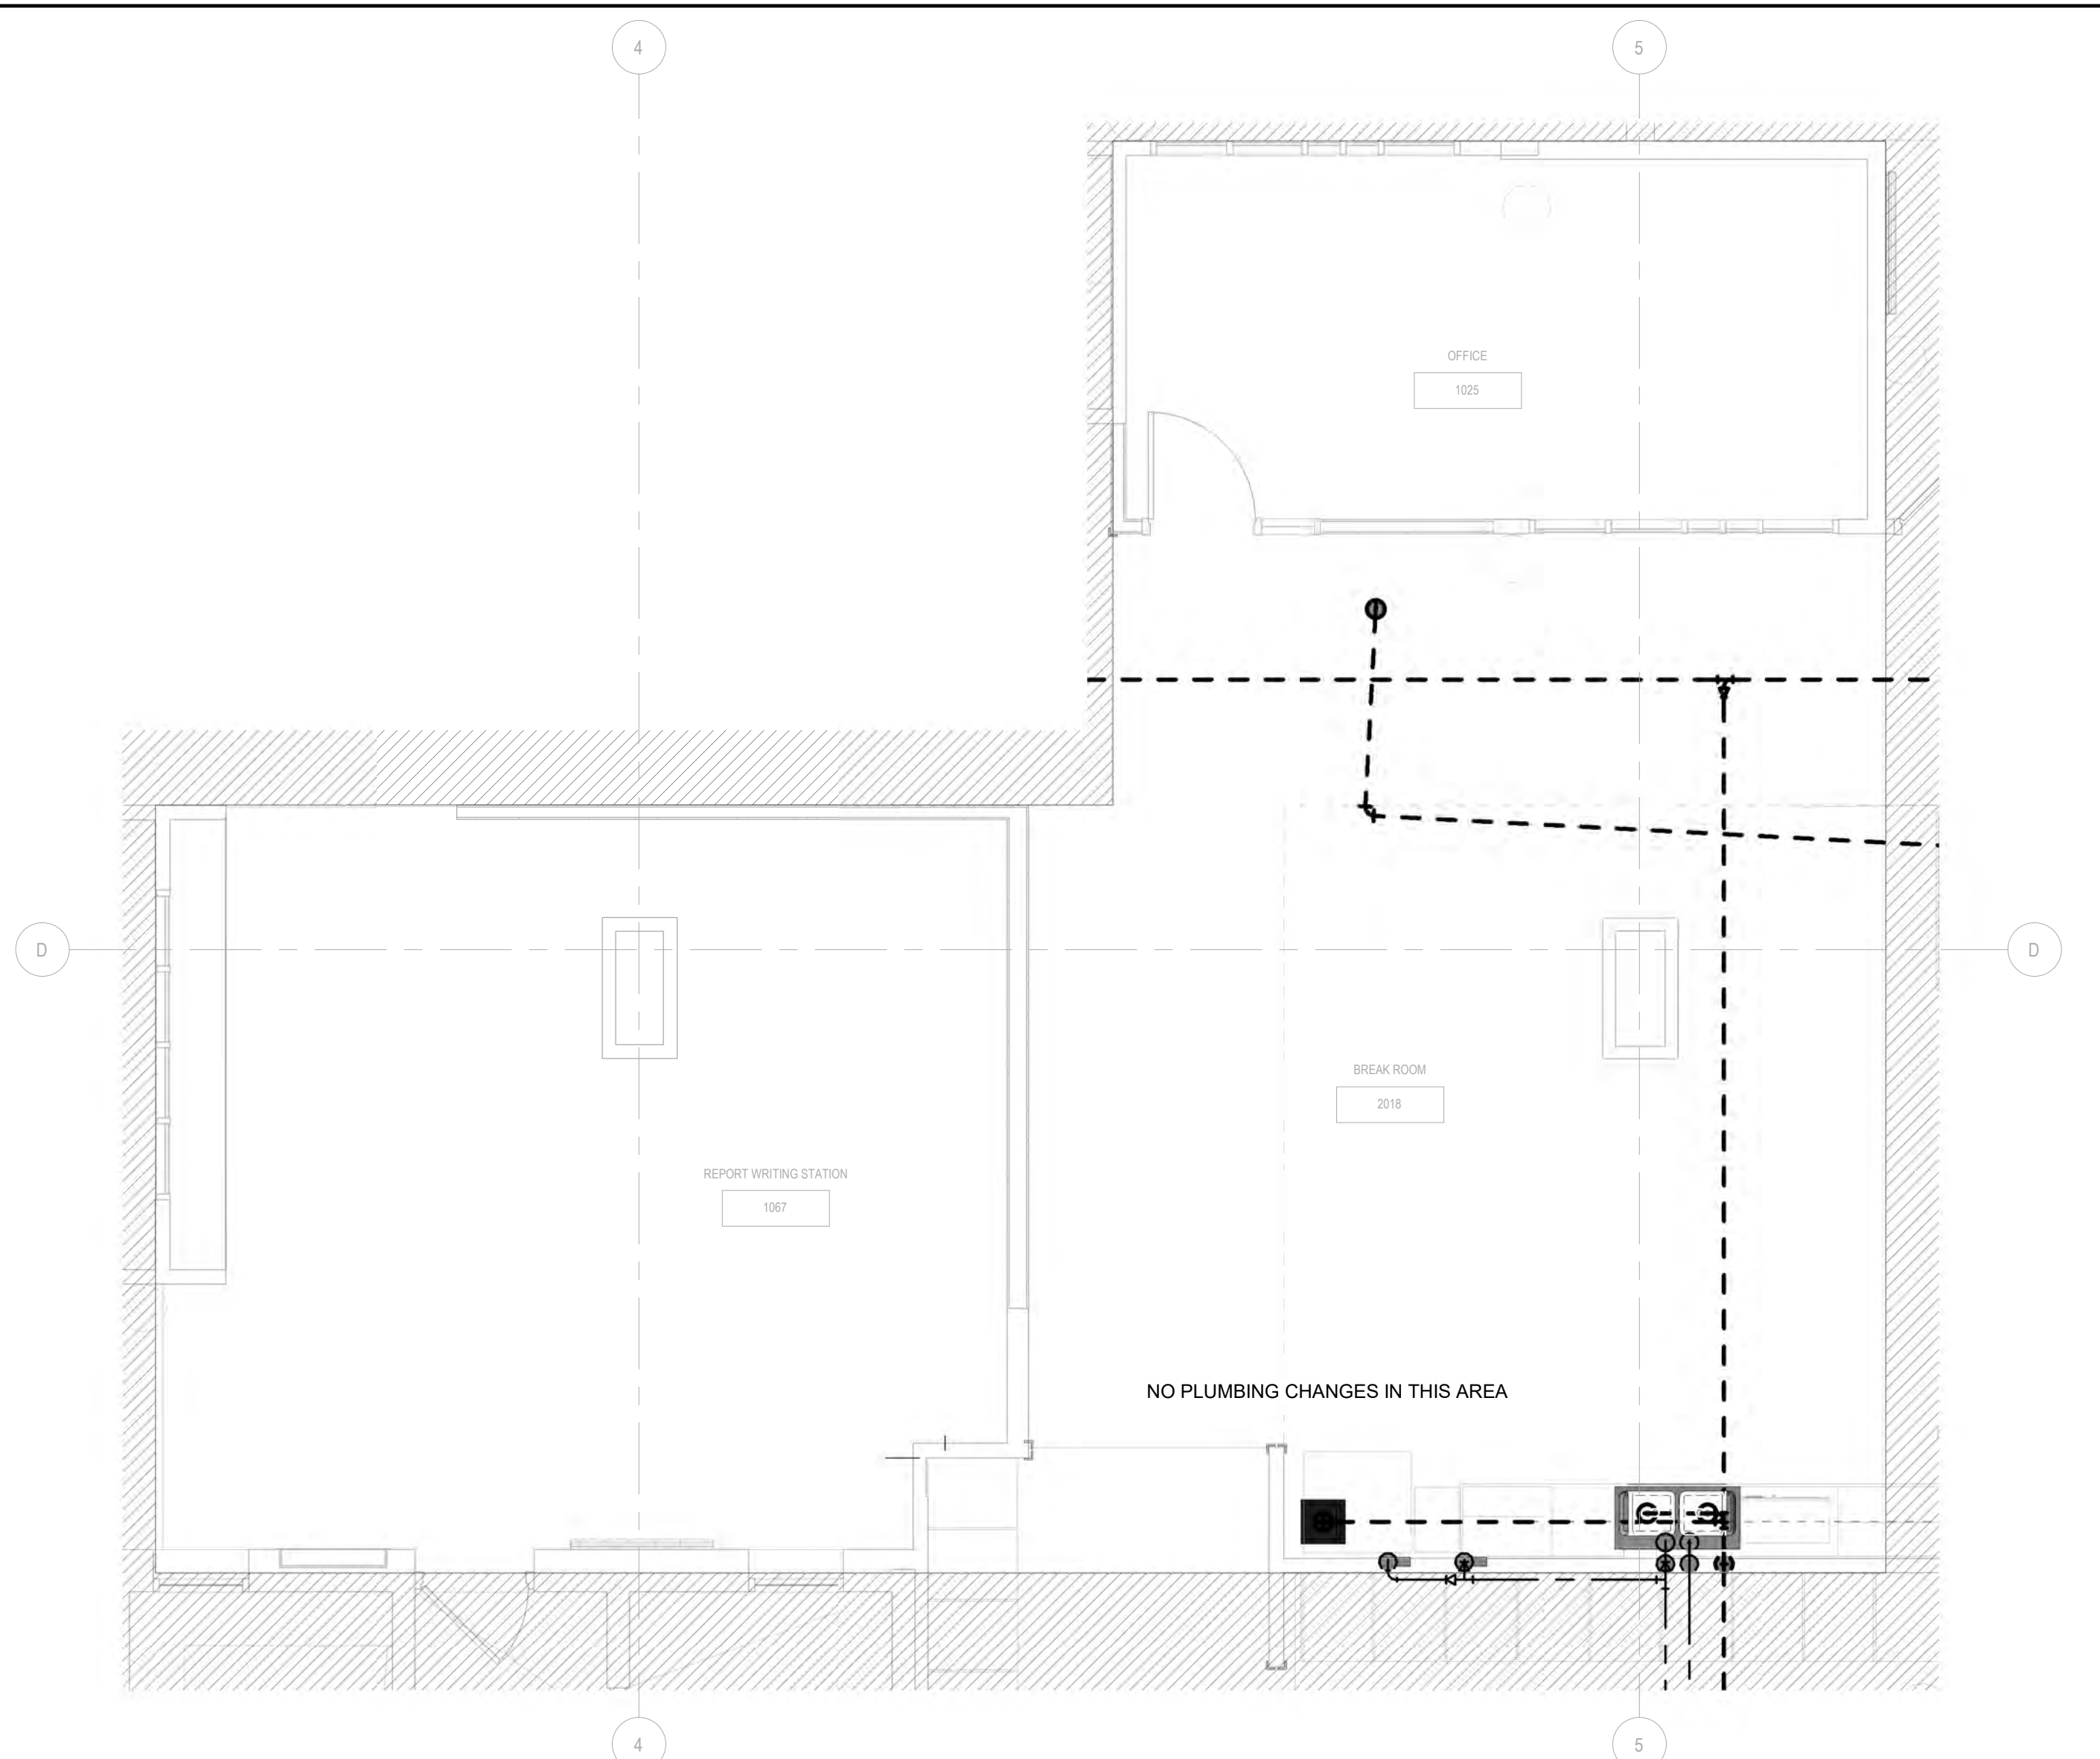 4
5
OFFICE
1025
D
D
BREAK ROOM
2018
REPORT WRITING STATION
1067
NO PLUMBING CHANGES IN THIS AREA
4
5